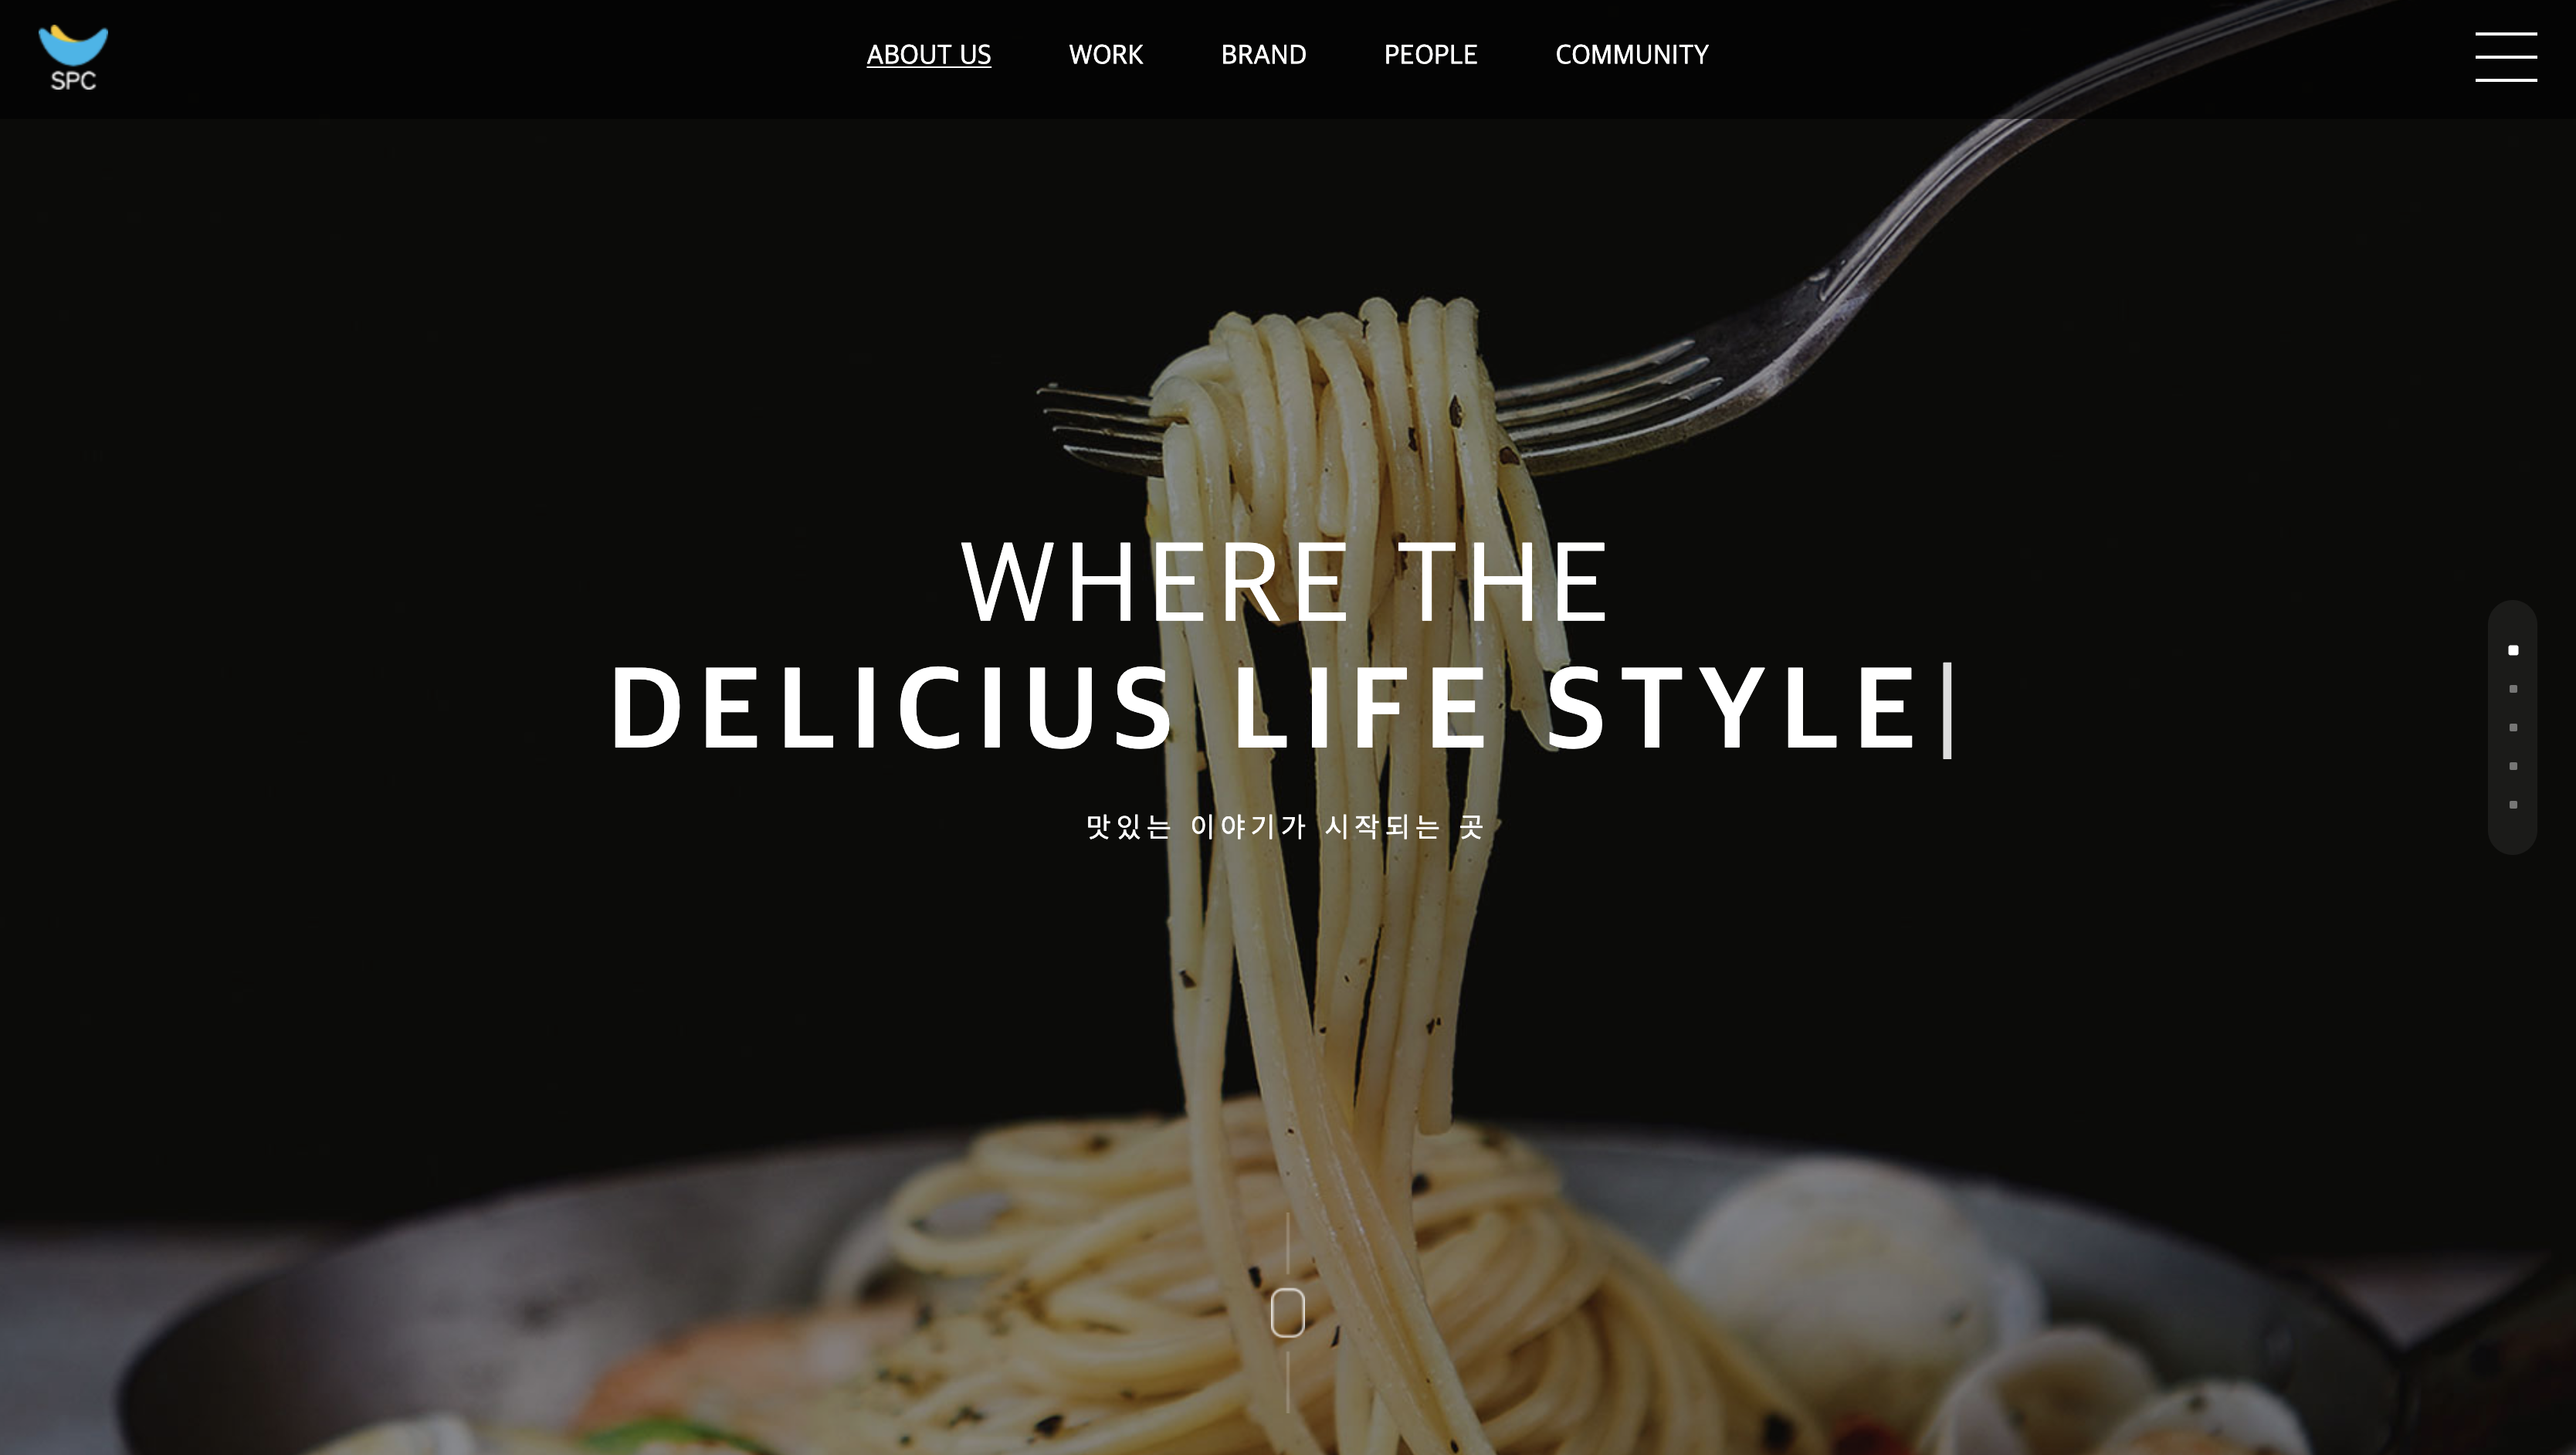 SPC
ABOUT US WORK BRAND PEOPLE COMMUNITY
WHERE THE
DELICIUS LIFE STYLE
맛있는 이야기가 시작되는 곳